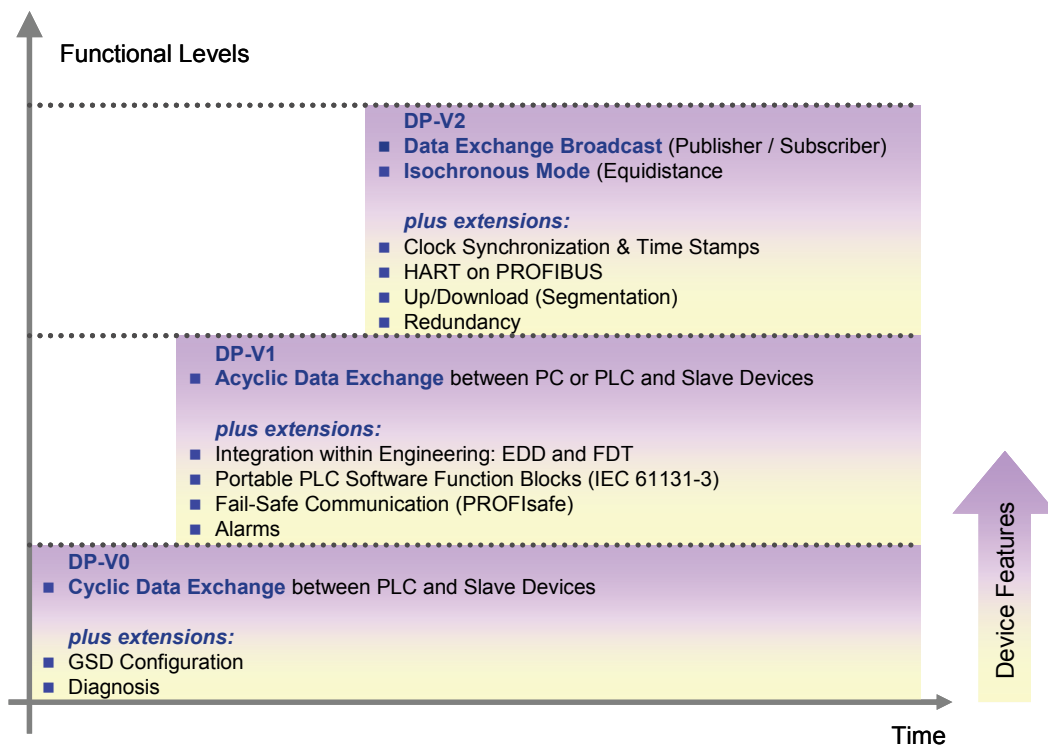 Functional Levels
DP-V2
Data Exchange Broadcast (Publisher / Subscriber)
Isochronous Mode (Equidistance
plus extensions:
Clock Synchronization & Time Stamps
HART on PROFIBUS
Up/Download (Segmentation)
Redundancy
DP-V1
Acyclic Data Exchange between PC or PLC and Slave Devices
plus extensions:
Integration within Engineering: EDD and FDT
Portable PLC Software Function Blocks (IEC 61131-3)
Fail-Safe Communication (PROFIsafe)
Alarms
DP-V0
Cyclic Data Exchange between PLC and Slave Devices
plus extensions:
GSD Configuration
Diagnosis
Device Features
Time